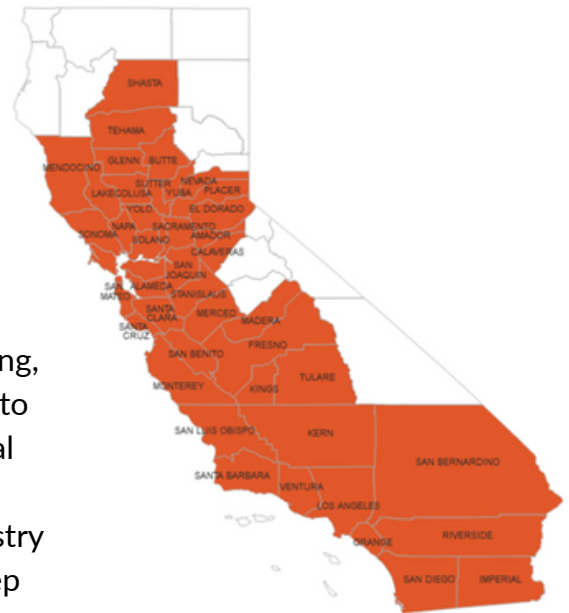 SHASTA
TEHAMA
MENDOCINO
GLENN
BUTTE
LAKE
COLUSA
SUTTER
NEVADA
YUBA
PLACER
YOLO
EL DORADO
SONOMA
NAPA
SACRAMENTO
AMADOR
SOLANO
CALAVERAS
SAN
JOAQUIN
SAN
MATEO
ALAMEDA
STANISLAUS
SANTA
CLARA
MERCED
MADERA
SANTA
CRUZ
FRESNO
SAN BENITO
TULARE
ng,
MONTEREY
KINGS
to
SAN LUIS OBISPO
KERN
al
SAN BERNARDINO
SANTA BARBARA
VENTURA
LOS ANGELES
stry
ORANGE
RIVERSIDE
ep
SAN DIEGO
IMPERIAL